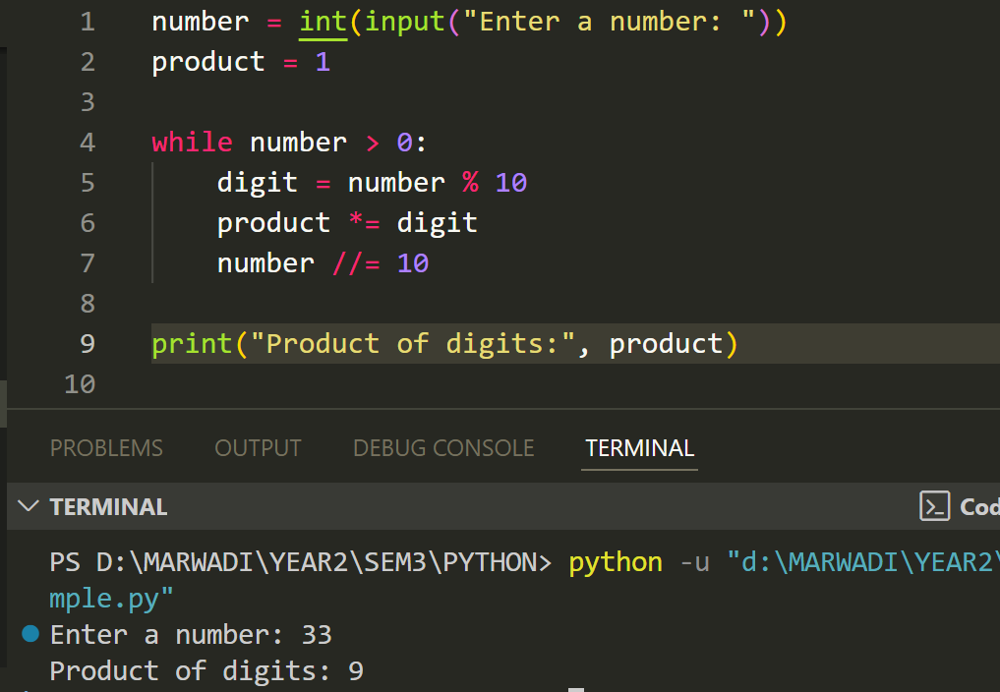 1 number = int(input("Enter a number: "))
2 product = 1
3
4 while number > 0:
5     digit = number % 10
6     product *= digit
7     number //= 10
8
9 print("Product of digits:", product)
10
PROBLEMS OUTPUT DEBUG CONSOLE TERMINAL
TERMINAL Cod
PS D:\MARWADI\YEAR2\SEM3\PYTHON> python -u "d:\MARWADI\YEAR2\
mple.py"
Enter a number: 33
Product of digits: 9